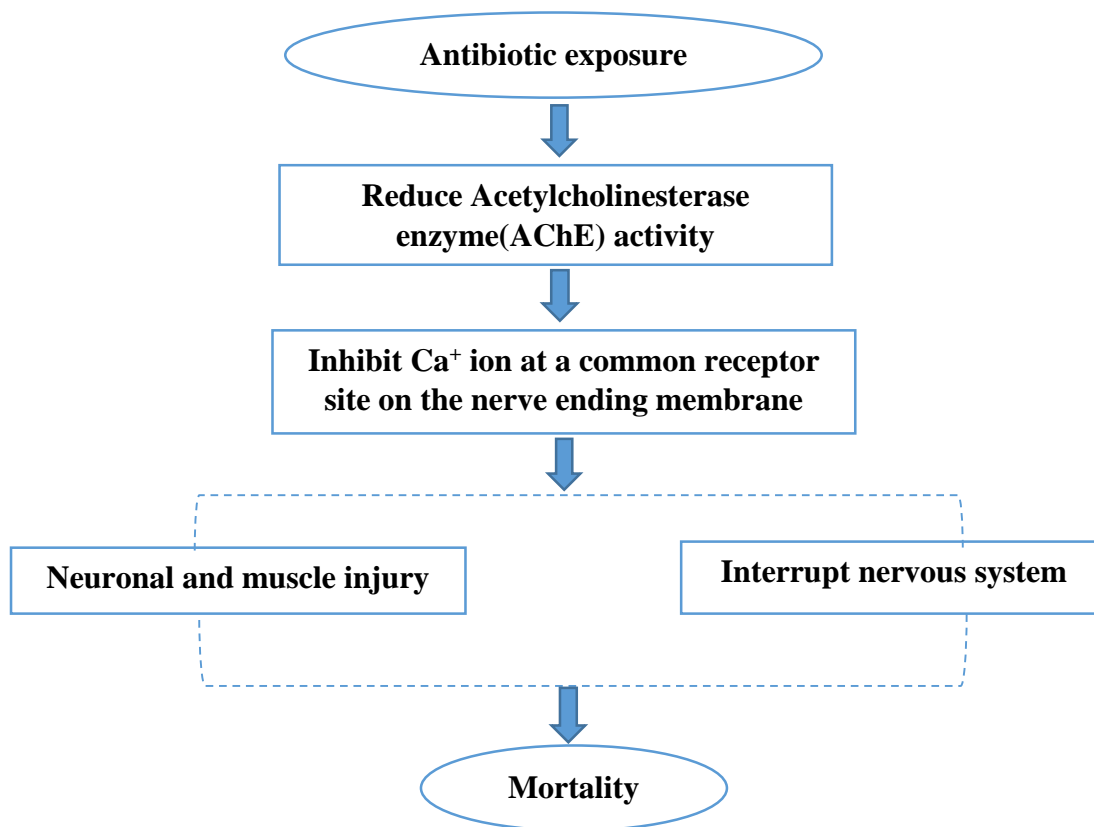 Antibiotic exposure
Reduce Acetylcholinesterase
enzyme(AChE) activity
Inhibit Ca⁺ ion at a common receptor
site on the nerve ending membrane
Neuronal and muscle injury
Interrupt nervous system
Mortality